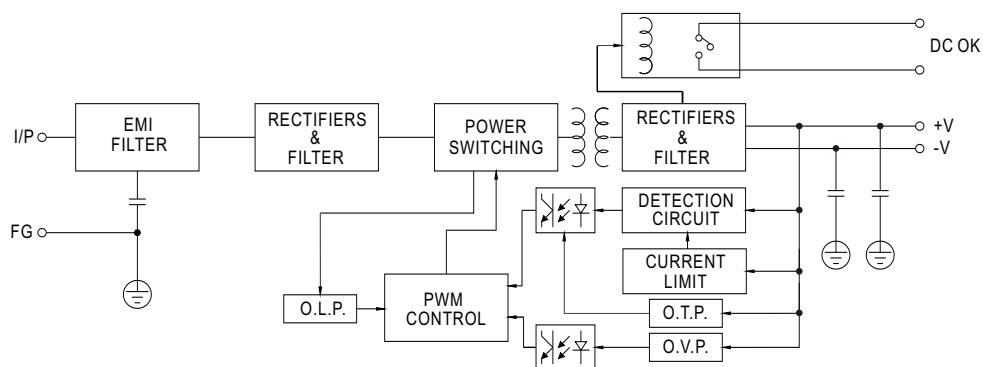 DC OK
I/P
EMI
FILTER
RECTIFIERS
&
FILTER
POWER
SWITCHING
RECTIFIERS
&
FILTER
+V
-V
FG
DETECTION
CIRCUIT
CURRENT
LIMIT
O.L.P.
PWM
CONTROL
O.T.P.
O.V.P.